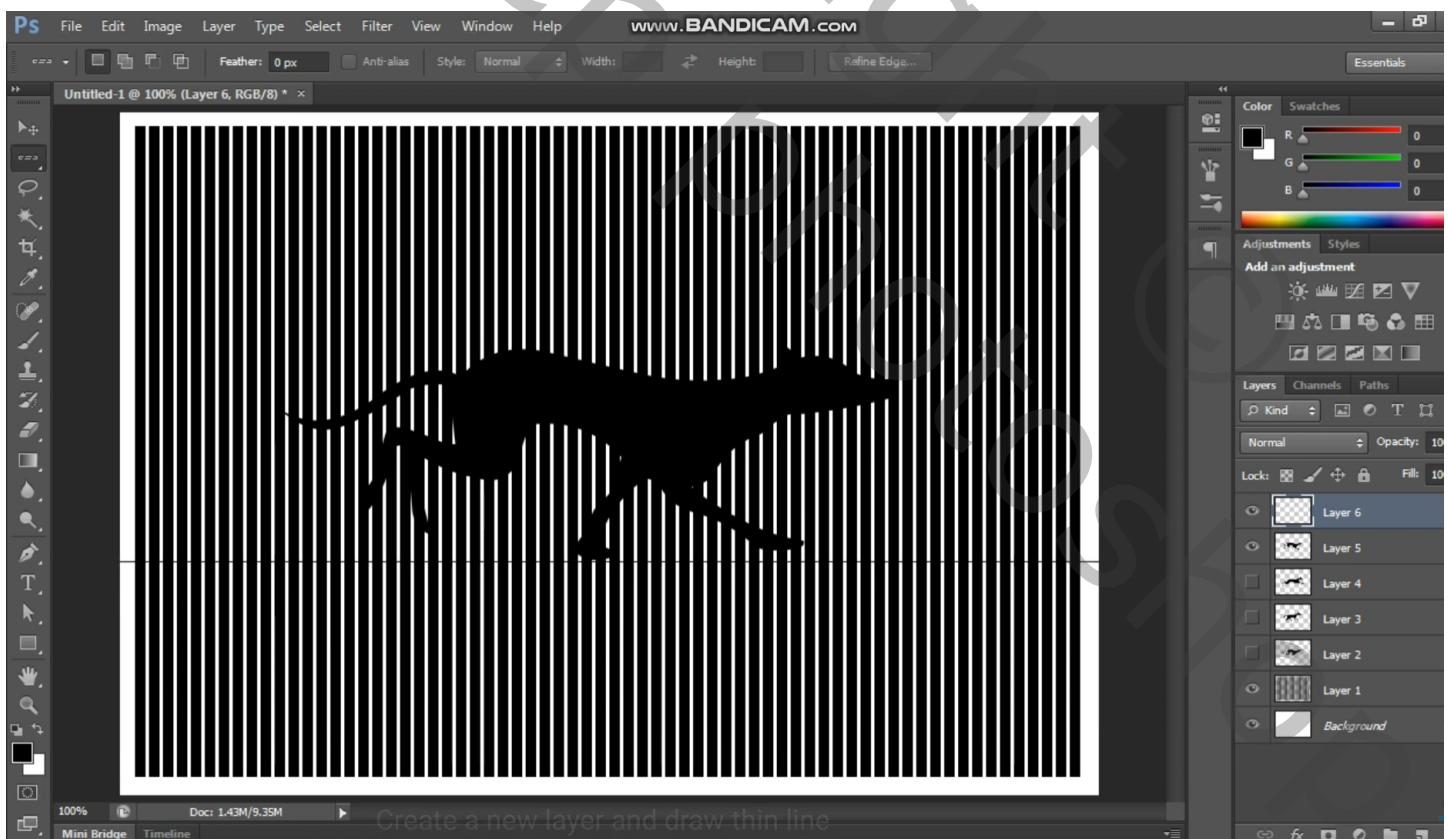 Ps File Edit Image Layer Type Select Filter View Window Help
www.BANDICAM.com
Feather: 0 px Anti-alias Style: Normal Width: Height: Refine Edge... Essentials
Untitled-1 @ 100% (Layer 6, RGB/8) * ×
Color Swatches
R 0
G 0
B 0
Adjustments Styles
Add an adjustment
Layers Channels Paths
Kind
Normal Opacity: 10
Lock: Fill: 10
Layer 6
Layer 5
Layer 4
Layer 3
Layer 2
Layer 1
Background
100% Doc: 1.43M/9.35M
Create a new layer and draw thin line
Mini Bridge Timeline